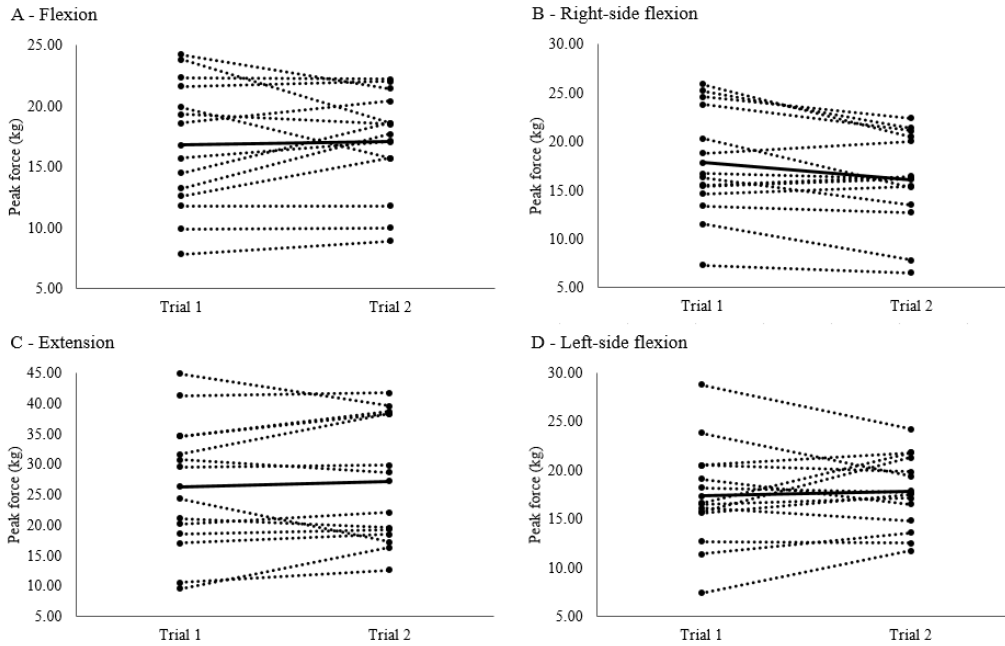 A - Flexion
Peak force (kg)
25.00
20.00
15.00
10.00
5.00
Trial 1 Trial 2
B - Right-side flexion
Peak force (kg)
30.00
25.00
20.00
15.00
10.00
5.00
Trial 1 Trial 2
C - Extension
Peak force (kg)
45.00
40.00
35.00
30.00
25.00
20.00
15.00
10.00
5.00
Trial 1 Trial 2
D - Left-side flexion
Peak force (kg)
30.00
25.00
20.00
15.00
10.00
5.00
Trial 1 Trial 2